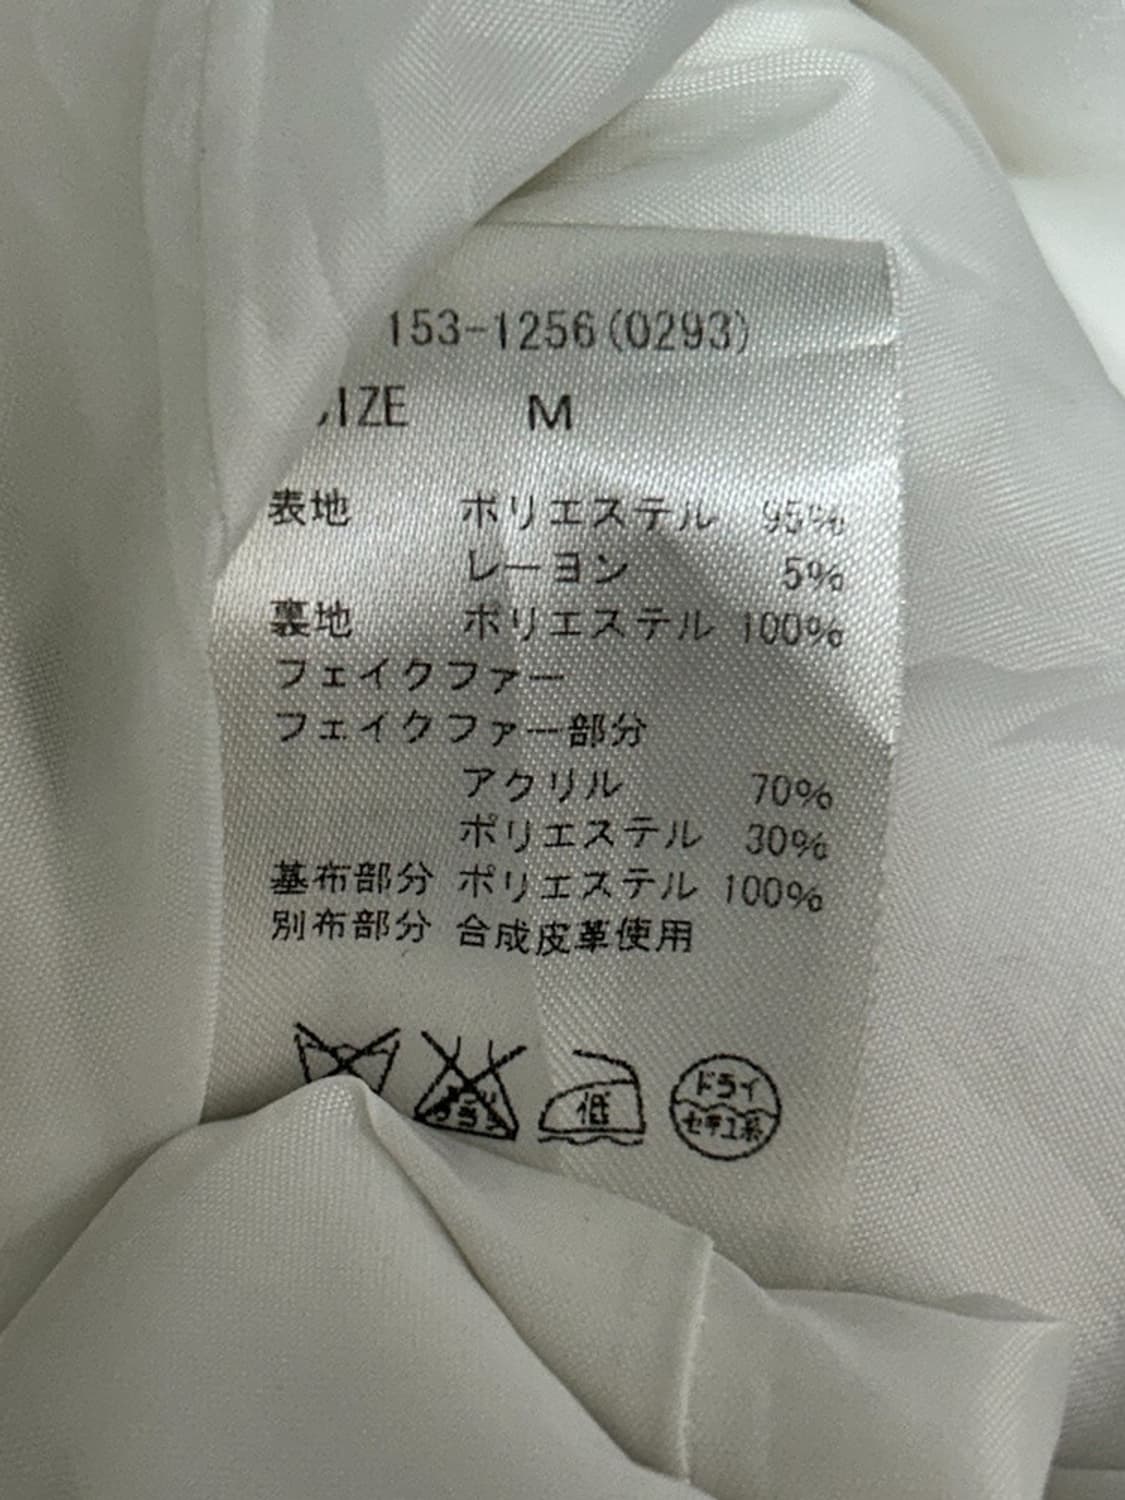 153-1256(0293)
SIZE M
表地 ポリエステル 95%
レーヨン 5%
裏地 ポリエステル 100%
フェイクファー
フェイクファー部分
アクリル 70%
ポリエステル 30%
基布部分 ポリエステル 100%
別布部分 合成皮革使用
低
ドライ
セキユ系